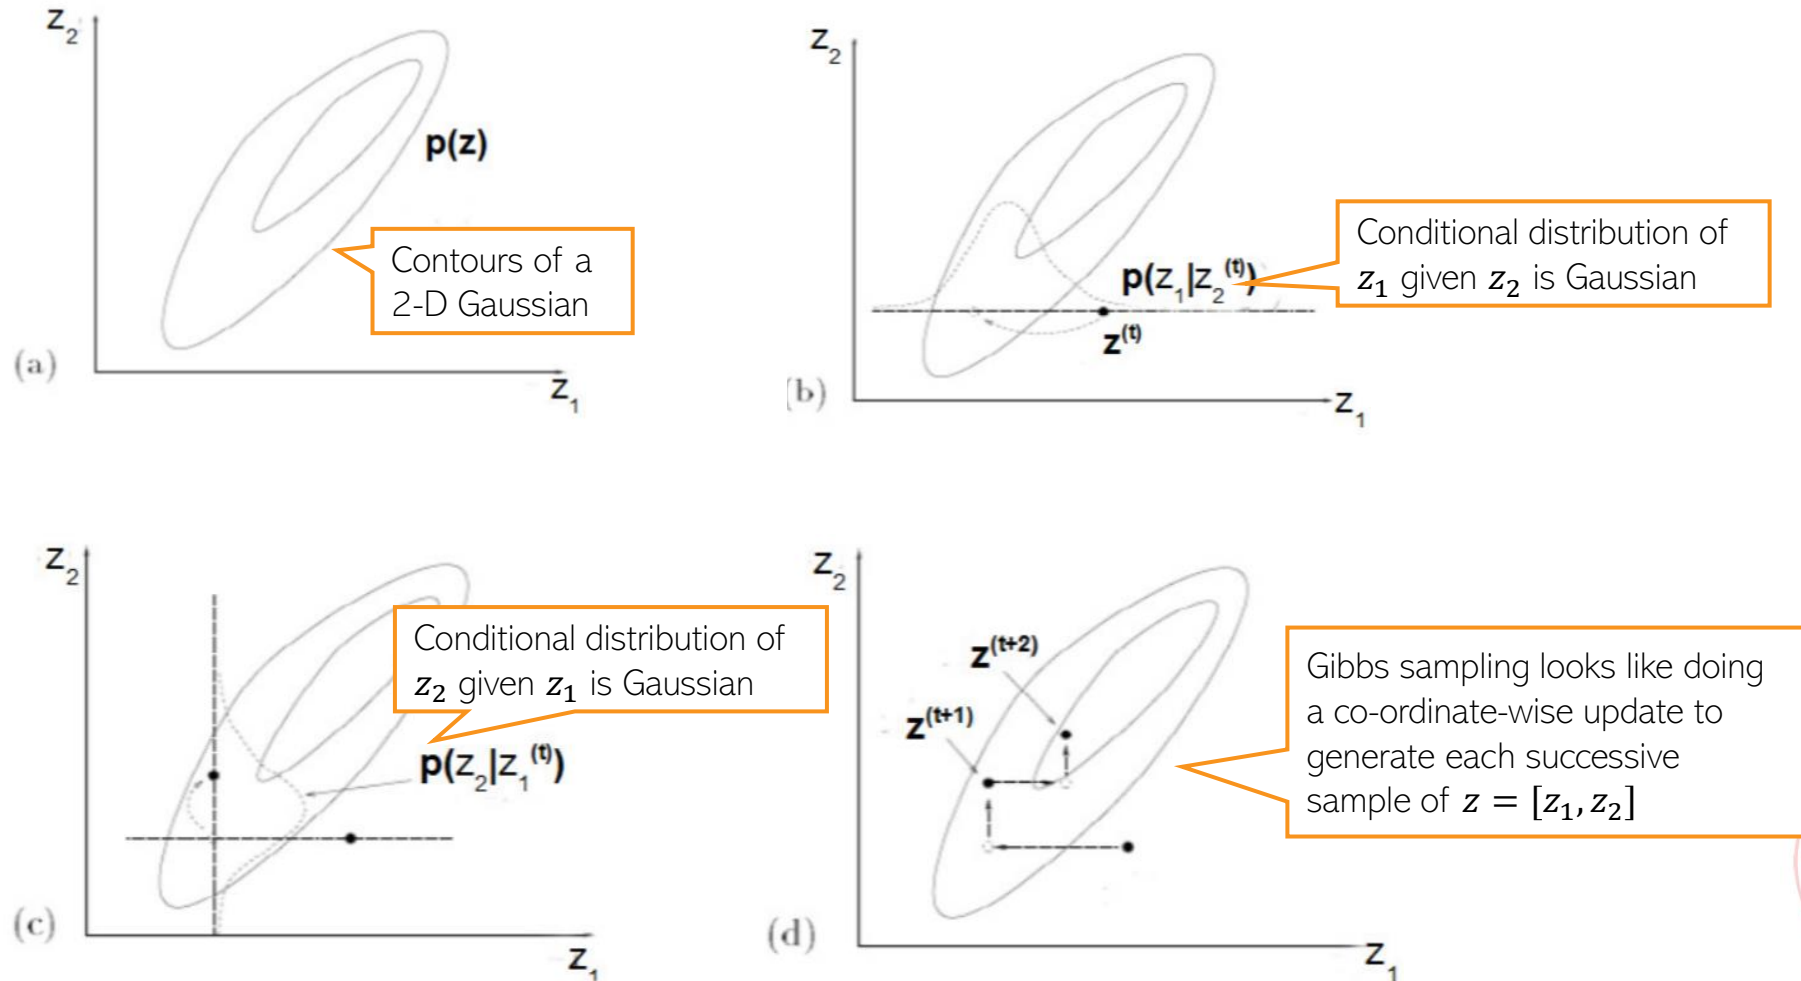 z₂
p(z)
Contours of a
2-D Gaussian
(a)
z₁
z₂
Conditional distribution of
z₁ given z₂ is Gaussian
p(z₁|z₂⁽ᵗ⁾)
z⁽ᵗ⁾
(b)
z₁
z₂
Conditional distribution of
z₂ given z₁ is Gaussian
p(z₂|z₁⁽ᵗ⁾)
(c)
z₁
z₂
z⁽ᵗ⁺²⁾
z⁽ᵗ⁺¹⁾
Gibbs sampling looks like doing
a co-ordinate-wise update to
generate each successive
sample of z = [z₁, z₂]
(d)
z₁